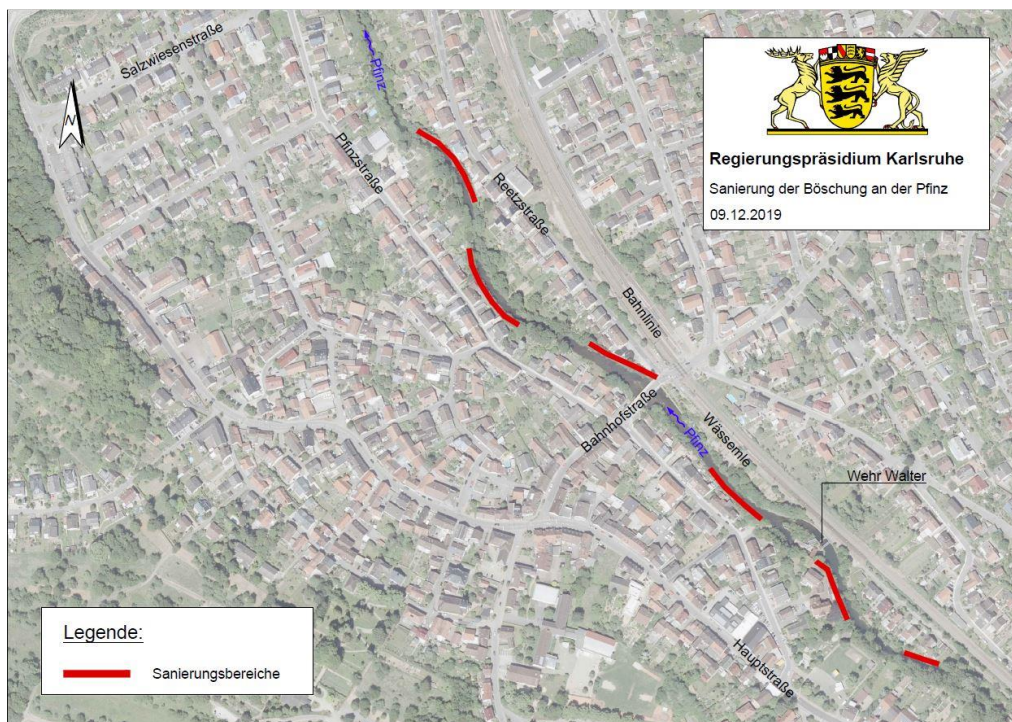 Salzwiesenstraße
Pfinz
N
Pfinzstraße
Reetzstraße
Regierungspräsidium Karlsruhe
Sanierung der Böschung an der Pfinz
09.12.2019
Bahnlinie
Bahnhofstraße
Pfinz
Wässemle
Wehr Walter
Hauptstraße
Legende:
Sanierungsbereiche